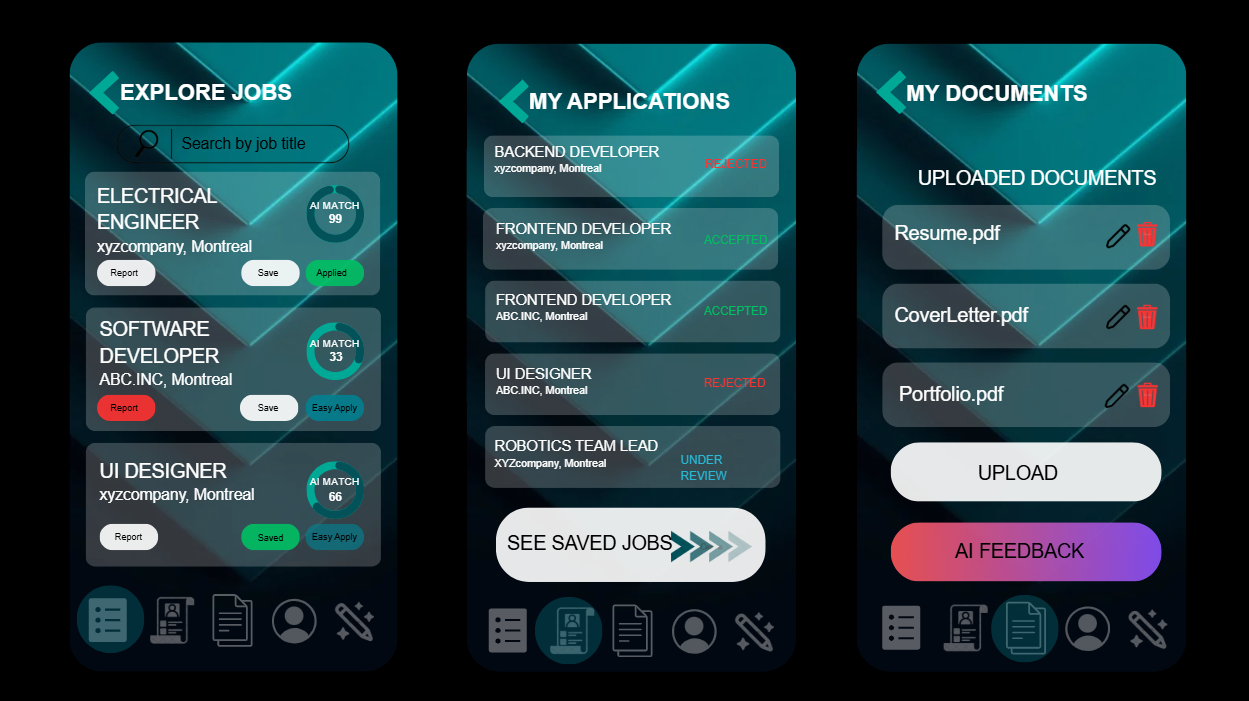 EXPLORE JOBS
Search by job title
ELECTRICAL
ENGINEER
xyzcompany, Montreal
AI MATCH
99
Report
Save
Applied
SOFTWARE
DEVELOPER
ABC.INC, Montreal
AI MATCH
33
Report
Save
Easy Apply
UI DESIGNER
xyzcompany, Montreal
AI MATCH
66
Report
Saved
Easy Apply
MY APPLICATIONS
BACKEND DEVELOPER
xyzcompany, Montreal
REJECTED
FRONTEND DEVELOPER
xyzcompany, Montreal
ACCEPTED
FRONTEND DEVELOPER
ABC.INC, Montreal
ACCEPTED
UI DESIGNER
ABC.INC, Montreal
REJECTED
ROBOTICS TEAM LEAD
XYZcompany, Montreal
UNDER
REVIEW
SEE SAVED JOBS
MY DOCUMENTS
UPLOADED DOCUMENTS
Resume.pdf
CoverLetter.pdf
Portfolio.pdf
UPLOAD
AI FEEDBACK